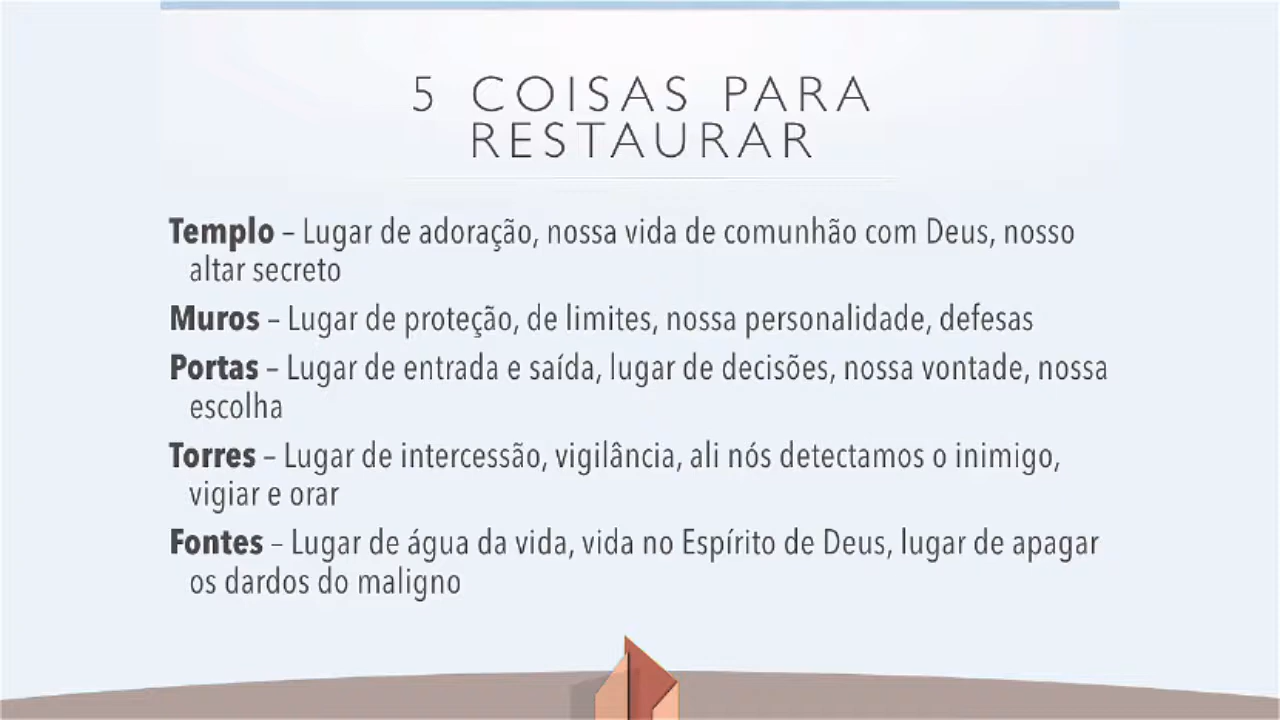 5 COISAS PARA
RESTAURAR
Templo – Lugar de adoração, nossa vida de comunhão com Deus, nosso
altar secreto
Muros – Lugar de proteção, de limites, nossa personalidade, defesas
Portas – Lugar de entrada e saída, lugar de decisões, nossa vontade, nossa
escolha
Torres – Lugar de intercessão, vigilância, ali nós detectamos o inimigo,
vigiar e orar
Fontes – Lugar de água da vida, vida no Espírito de Deus, lugar de apagar
os dardos do maligno